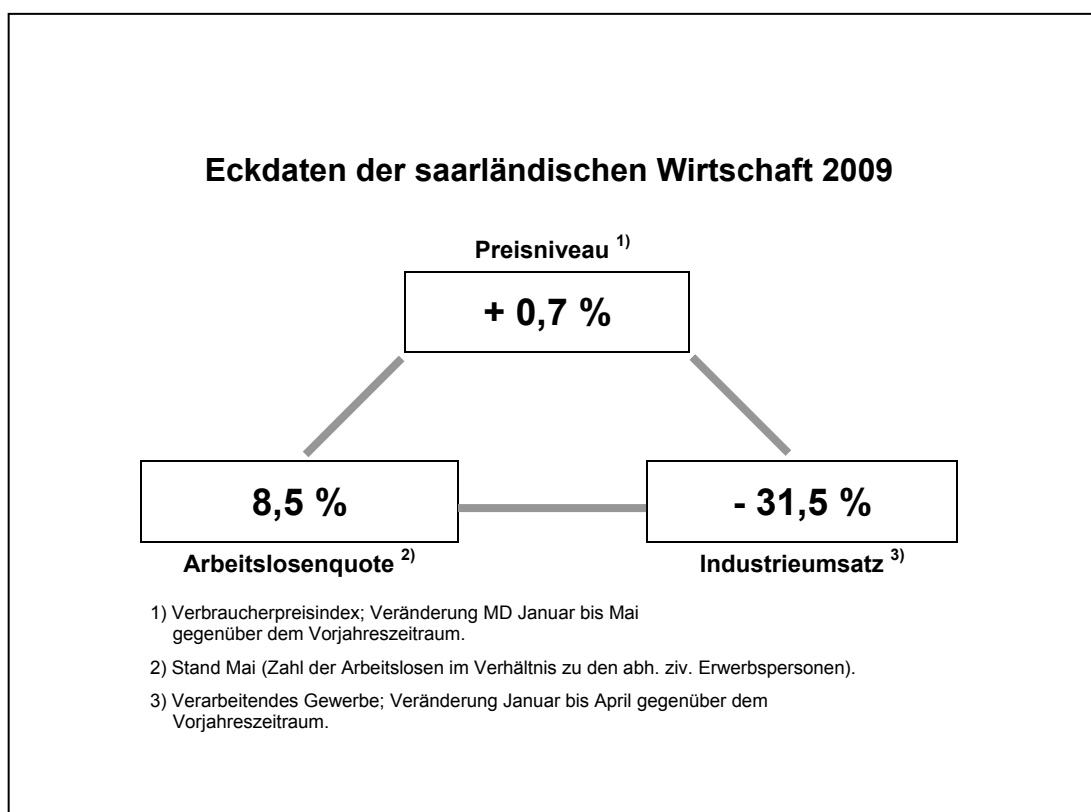 Eckdaten der saarländischen Wirtschaft 2009
Preisniveau 1)
+ 0,7 %
8,5 %
- 31,5 %
Arbeitslosenquote 2)
Industrieumsatz 3)
1) Verbraucherpreisindex; Veränderung MD Januar bis Mai
gegenüber dem Vorjahreszeitraum.
2) Stand Mai (Zahl der Arbeitslosen im Verhältnis zu den abh. ziv. Erwerbspersonen).
3) Verarbeitendes Gewerbe; Veränderung Januar bis April gegenüber dem
Vorjahreszeitraum.